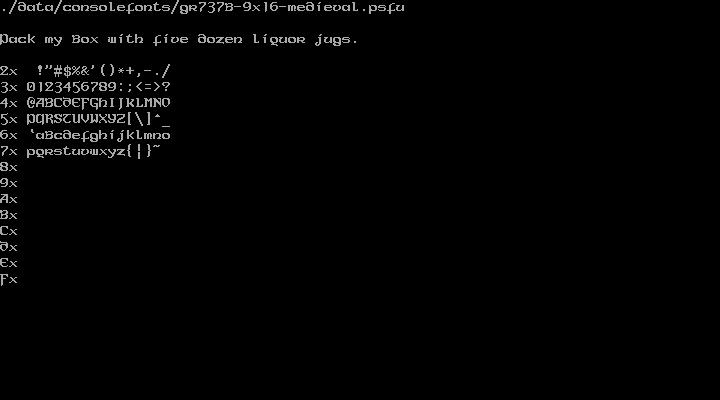 ./data/consolefonts/gr737b-9x16-medieval.psfu
Pack my box with five dozen liquor jugs.
2x  !"#$%&'()*+,-./
3x 0123456789:;<=>?
4x @ABCDEFGHIJKLMNO
5x PQRSTUVWXYZ[\]^_
6x `abcdefghijklmno
7x pqrstuvwxyz{|}~
8x
9x
Ax
Bx
Cx
Dx
Ex
Fx